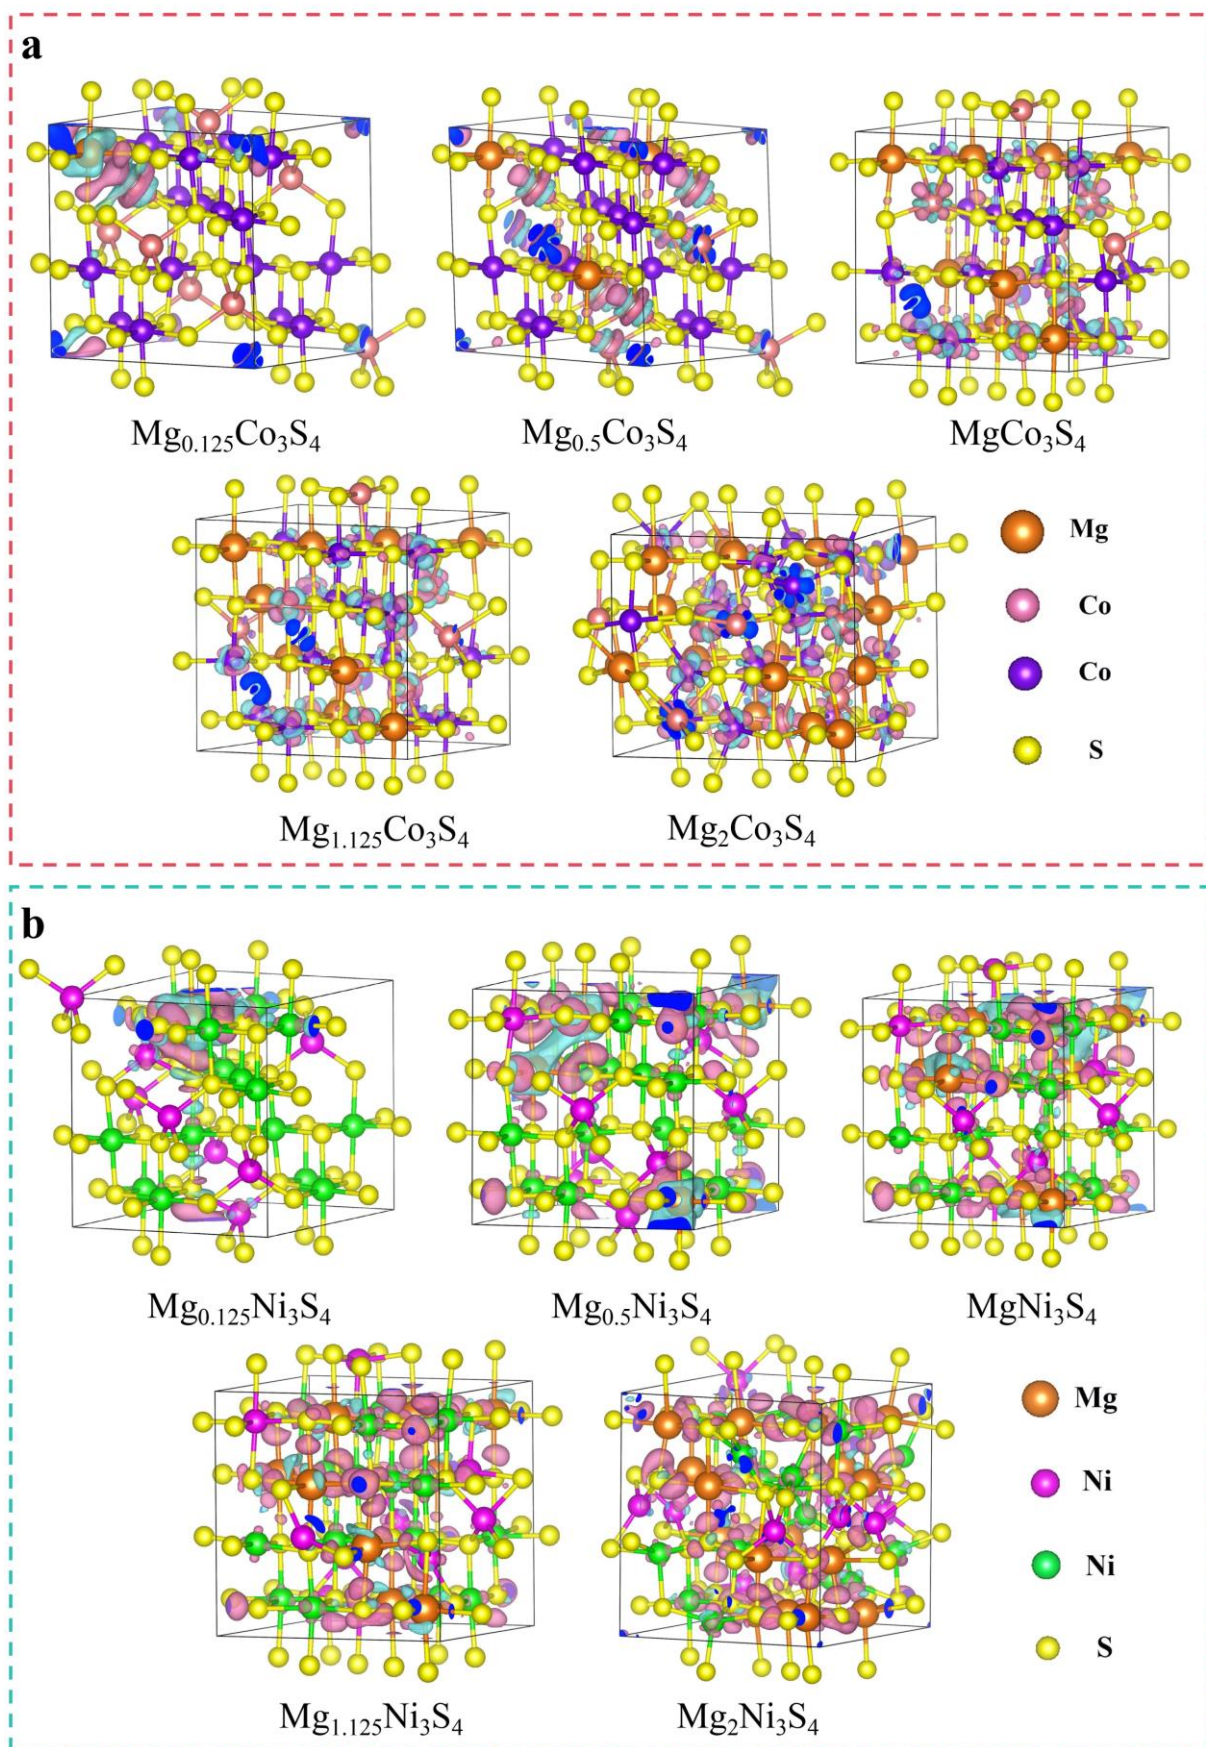 a
Mg₀.₁₂₅Co₃S₄
Mg₀.₅Co₃S₄
MgCo₃S₄
Mg₁.₁₂₅Co₃S₄
Mg₂Co₃S₄
Mg
Co
Co
S
b
Mg₀.₁₂₅Ni₃S₄
Mg₀.₅Ni₃S₄
MgNi₃S₄
Mg₁.₁₂₅Ni₃S₄
Mg₂Ni₃S₄
Mg
Ni
Ni
S